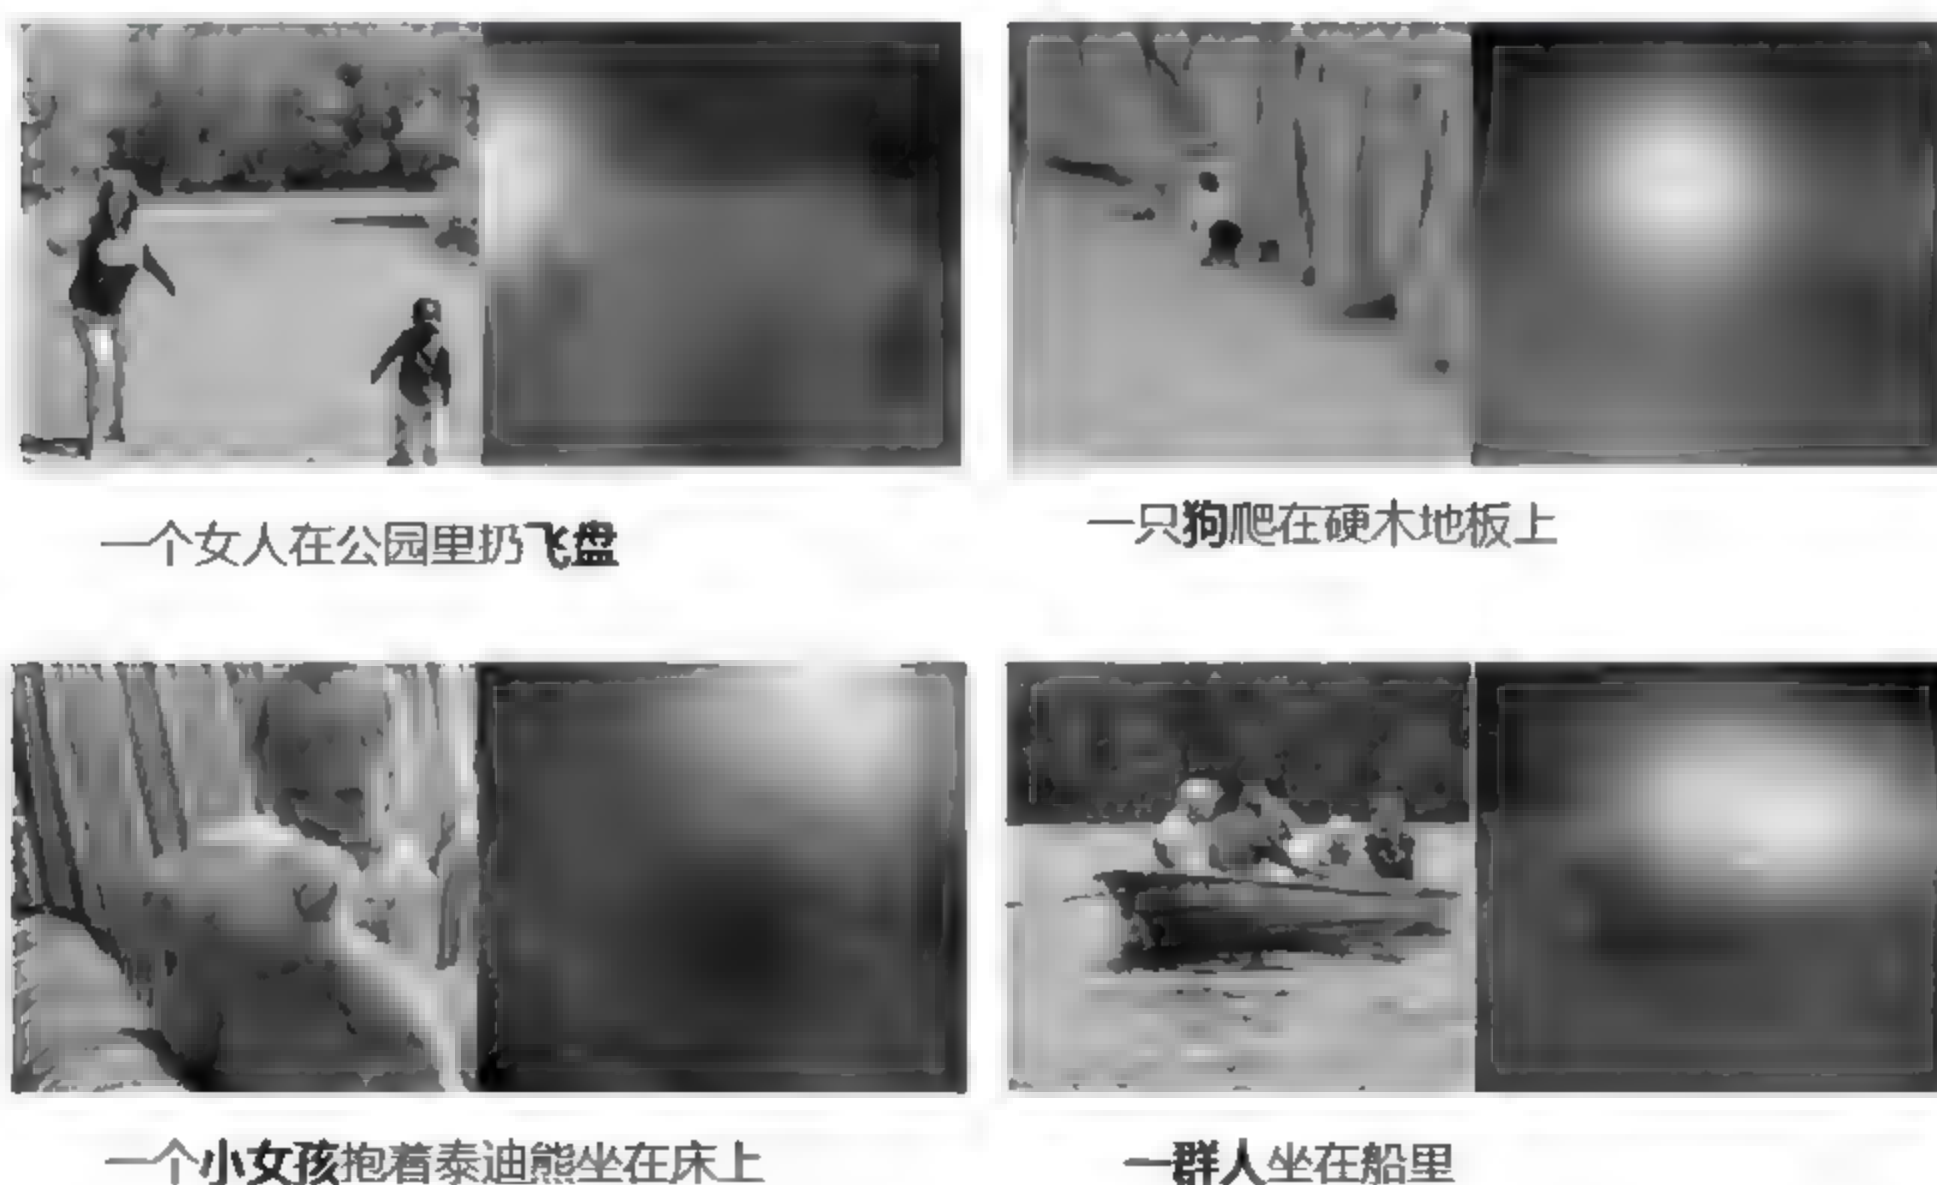 一个女人在公园里扔飞盘
一只狗爬在硬木地板上
一个小女孩抱着泰迪熊坐在床上
一群人坐在船里